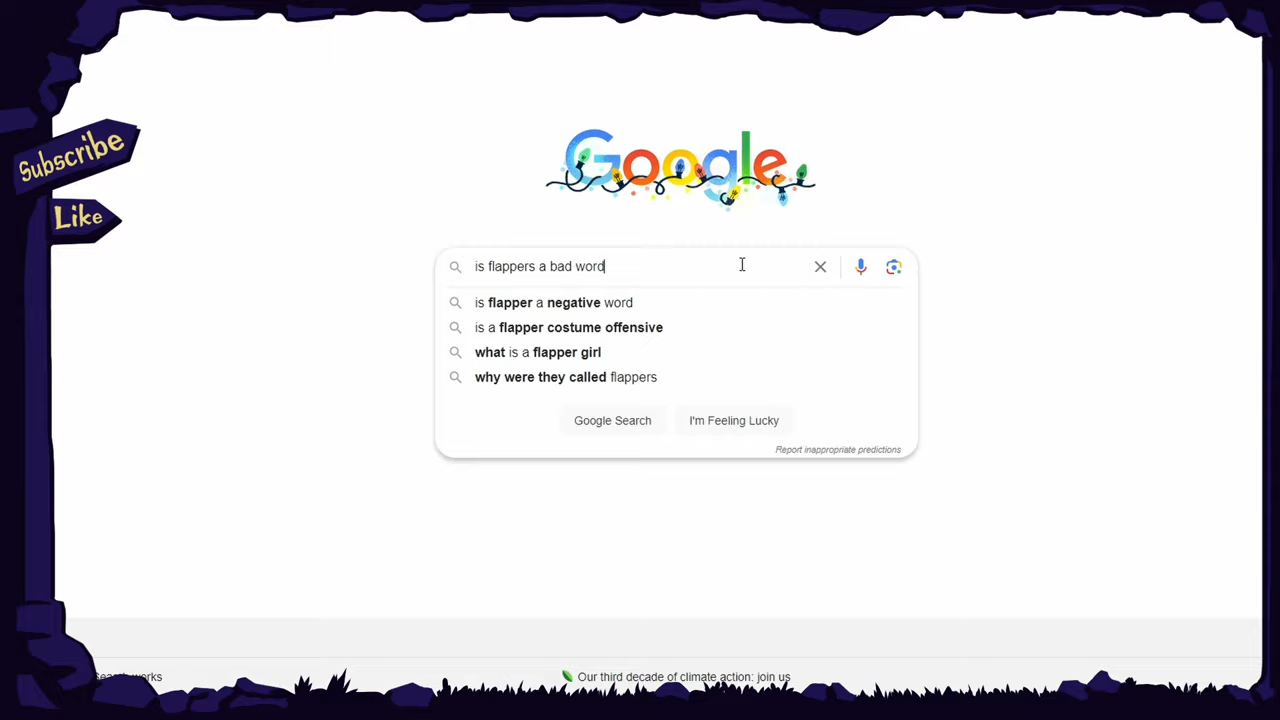 Subscribe
Like
Google
is flappers a bad word
is flapper a negative word
is a flapper costume offensive
what is a flapper girl
why were they called flappers
Google Search
I'm Feeling Lucky
Report inappropriate predictions
works
Our third decade of climate action: join us